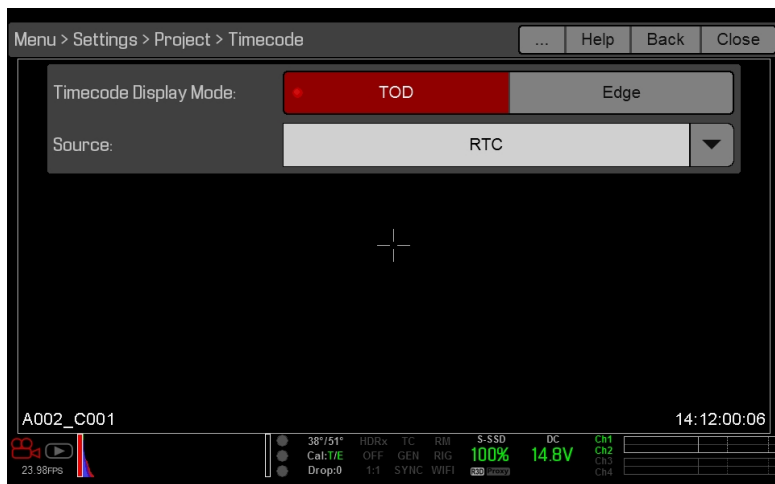 Menu > Settings > Project > Timecode
... Help Back Close
Timecode Display Mode: TOD Edge
Source: RTC
A002_C001 14:12:00:06
38°/51° HDRx TC RM S-SSD DC Ch1
Cal:T/E OFF GEN RIG 100% 14.8V Ch2
Ch3
23.98FPS Drop:0 1:1 SYNC WIFI R3D Proxy Ch4